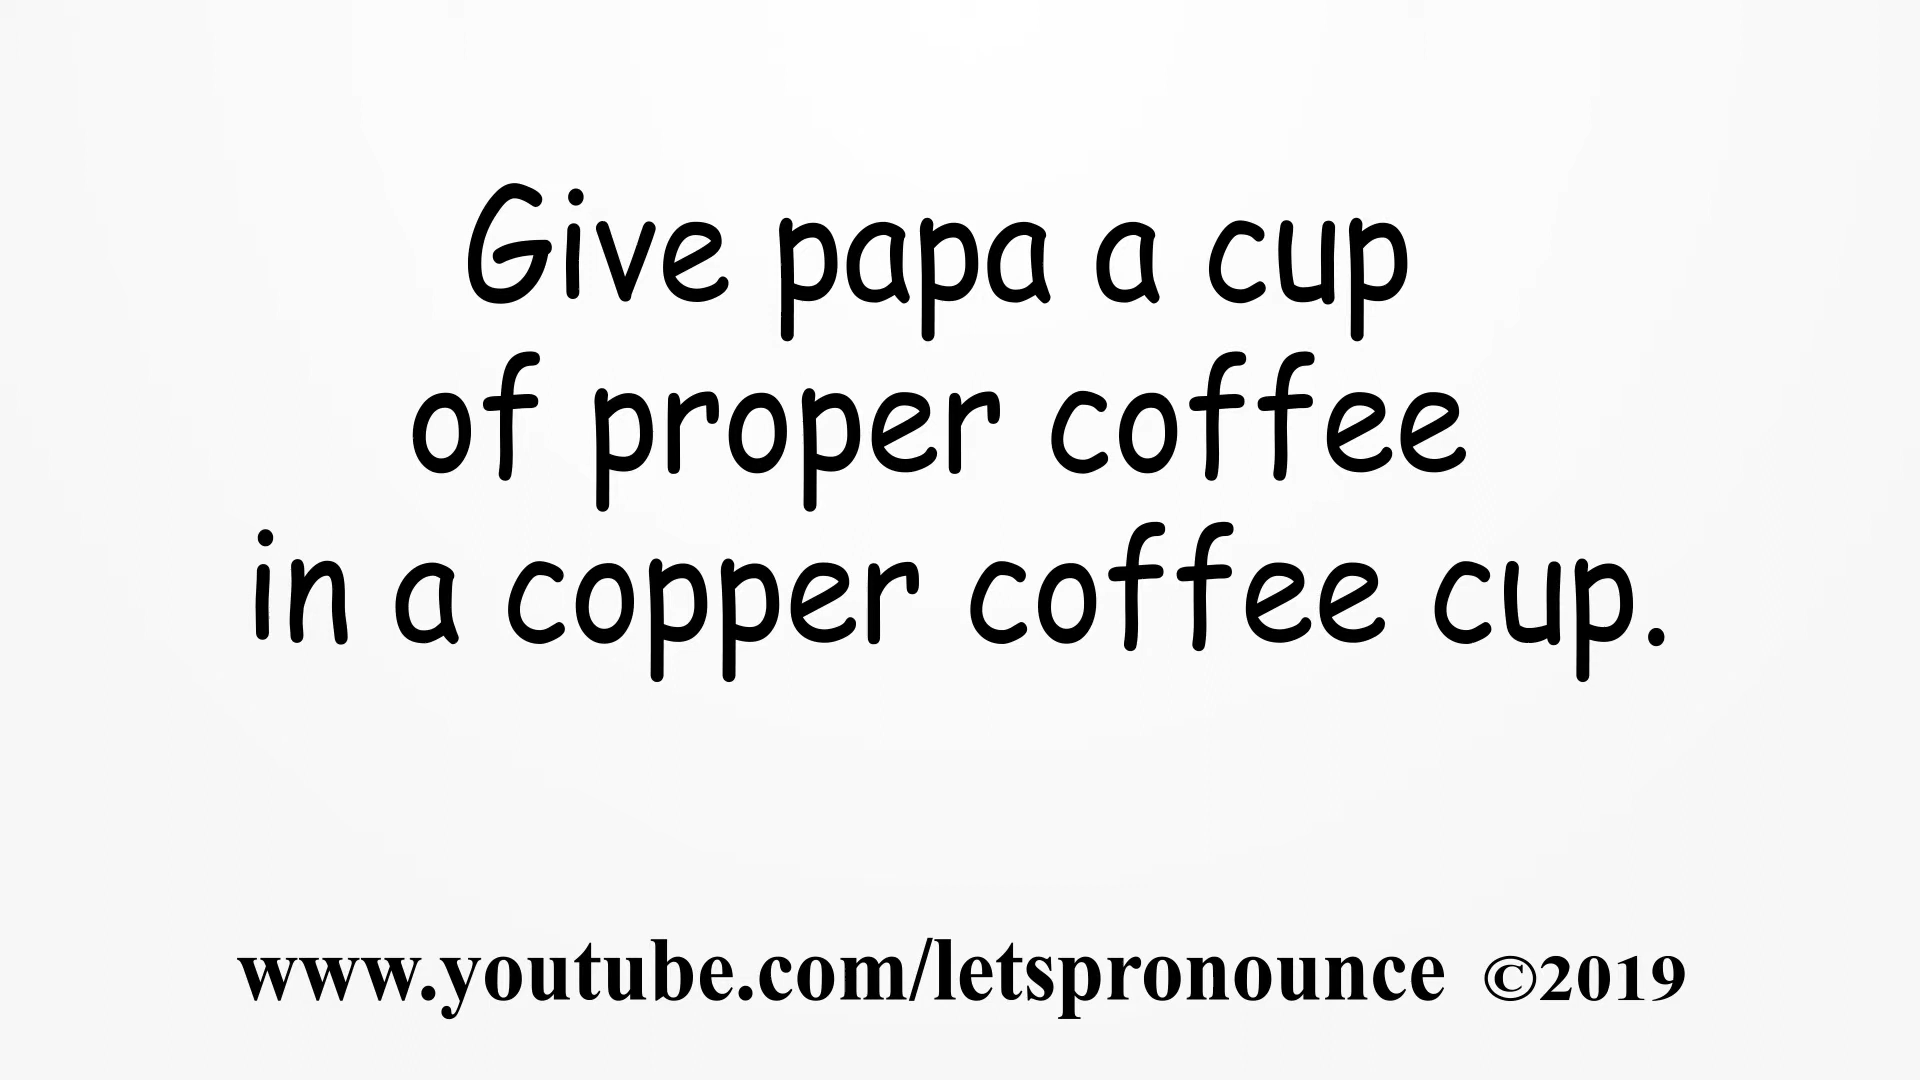 Give papa a cup
of proper coffee
in a copper coffee cup.
www.youtube.com/letspronounce ©2019